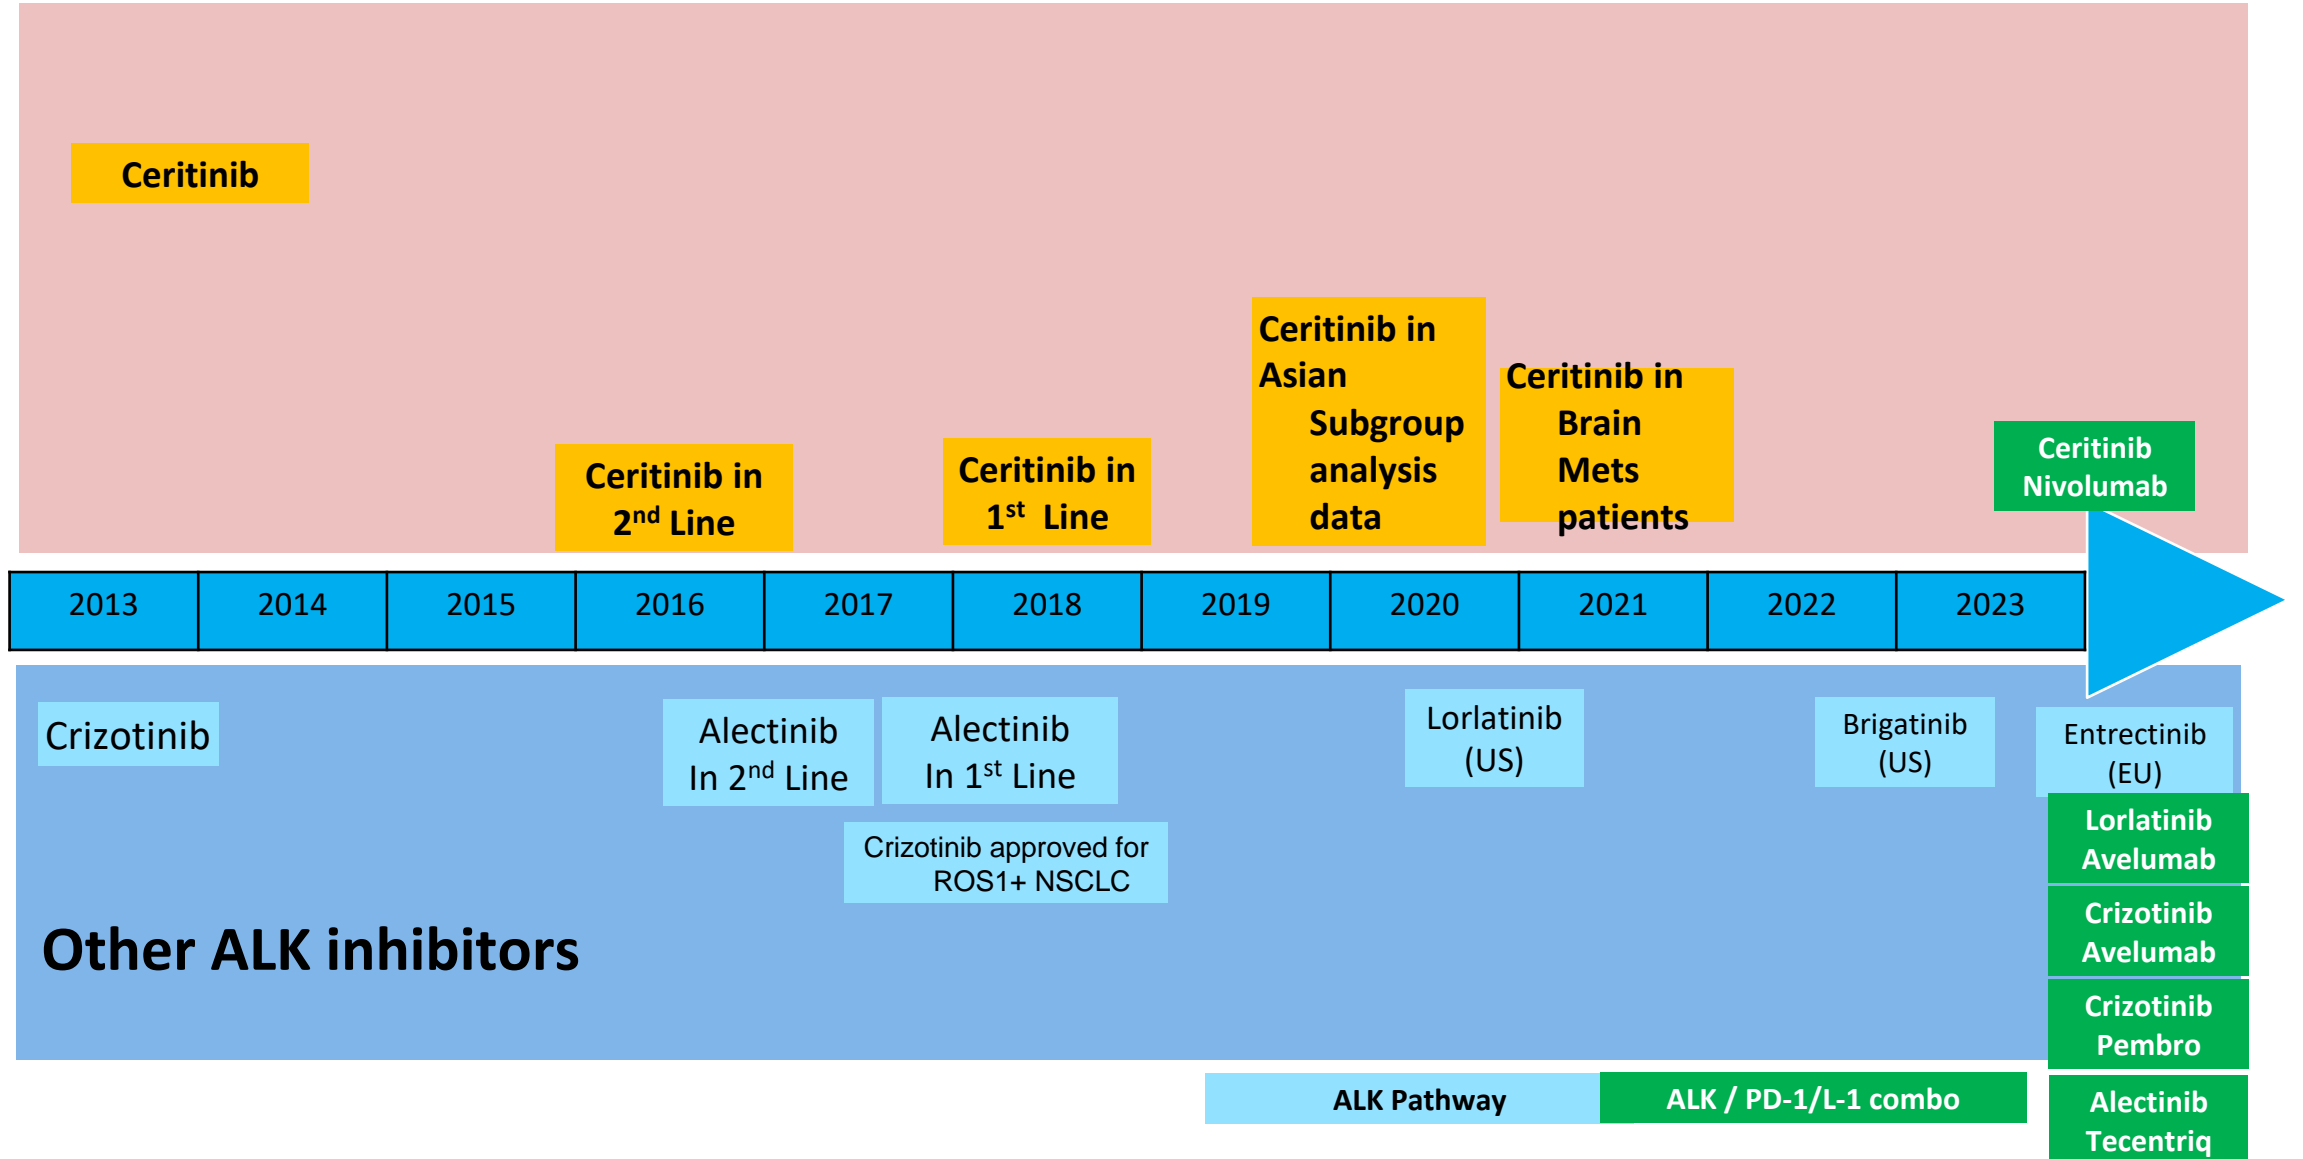 Ceritinib
Ceritinib in
2nd Line
Ceritinib in
1st Line
Ceritinib in
Asian
Subgroup
analysis
data
Ceritinib in
Brain
Mets
patients
Ceritinib
Nivolumab
2013 2014 2015 2016 2017 2018 2019 2020 2021 2022 2023
Crizotinib
Alectinib
In 2nd Line
Alectinib
In 1st Line
Crizotinib approved for
ROS1+ NSCLC
Lorlatinib
(US)
Brigatinib
(US)
Entrectinib
(EU)
Lorlatinib
Avelumab
Crizotinib
Avelumab
Crizotinib
Pembro
Alectinib
Tecentriq
Other ALK inhibitors
ALK Pathway
ALK / PD-1/L-1 combo